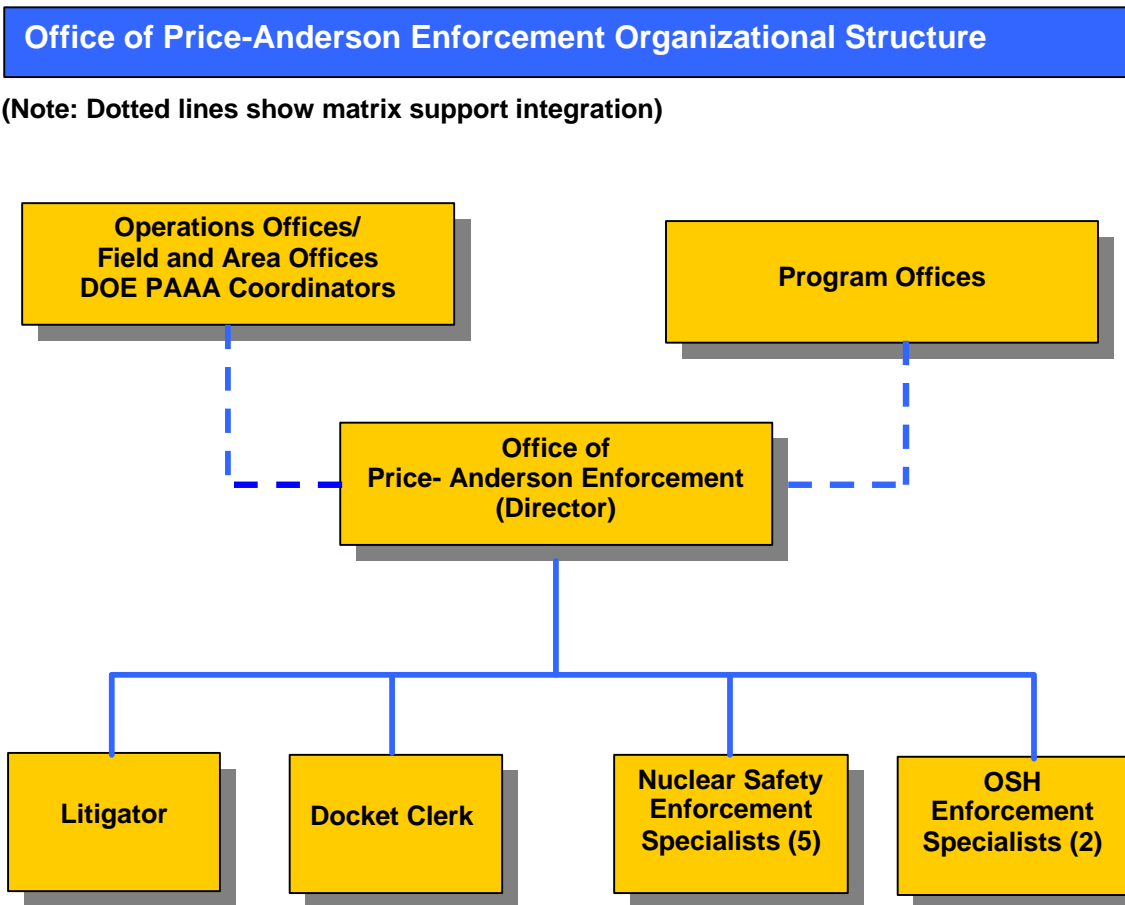 Office of Price-Anderson Enforcement Organizational Structure
(Note: Dotted lines show matrix support integration)
Operations Offices/
Field and Area Offices
DOE PAAA Coordinators
Program Offices
Office of
Price- Anderson Enforcement
(Director)
Litigator
Docket Clerk
Nuclear Safety
Enforcement
Specialists (5)
OSH
Enforcement
Specialists (2)